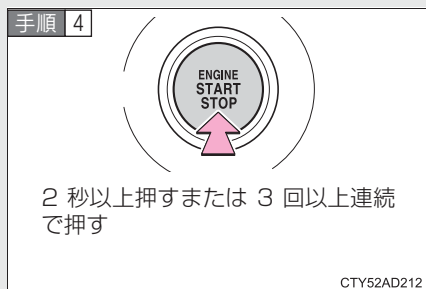 手順 4
ENGINE
START
STOP
2 秒以上押すまたは 3 回以上連続
で押す
CTY52AD212